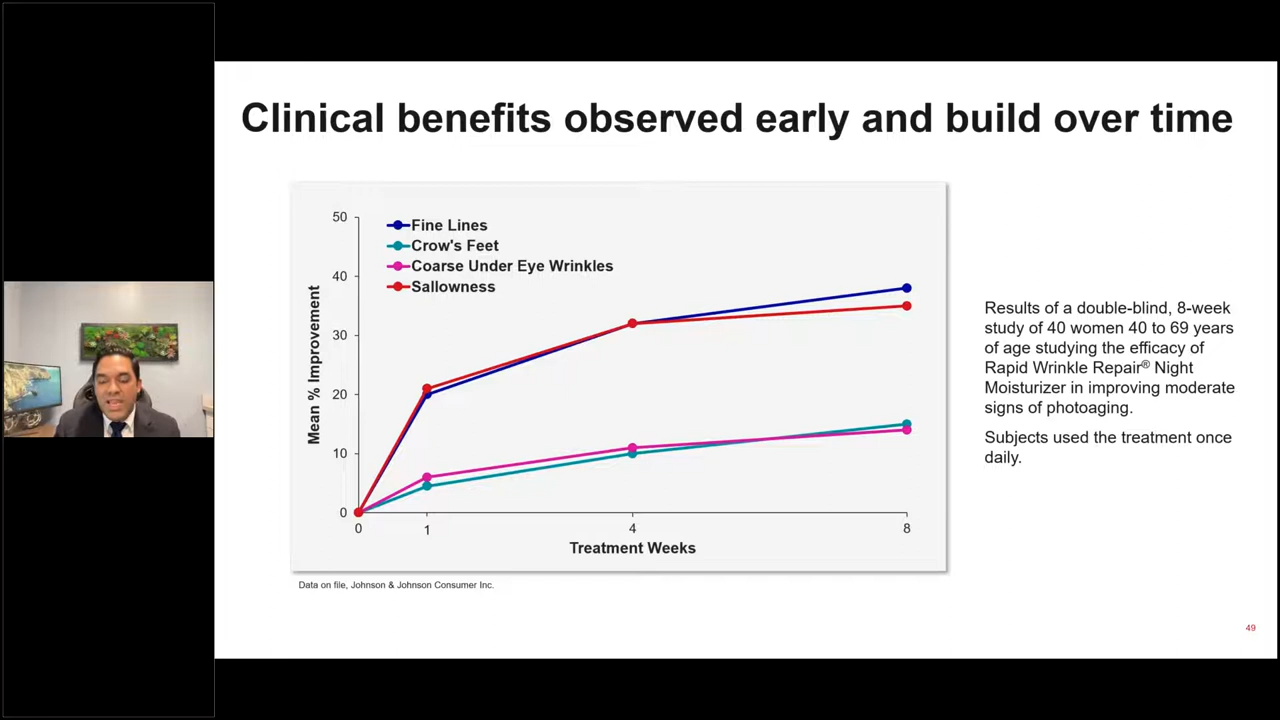 Clinical benefits observed early and build over time
50
40
30
20
10
0
Mean % Improvement
Fine Lines
Crow's Feet
Coarse Under Eye Wrinkles
Sallowness
0
1
4
8
Treatment Weeks
Data on file, Johnson & Johnson Consumer Inc.
Results of a double-blind, 8-week
study of 40 women 40 to 69 years
of age studying the efficacy of
Rapid Wrinkle Repair® Night
Moisturizer in improving moderate
signs of photoaging.
Subjects used the treatment once
daily.
49